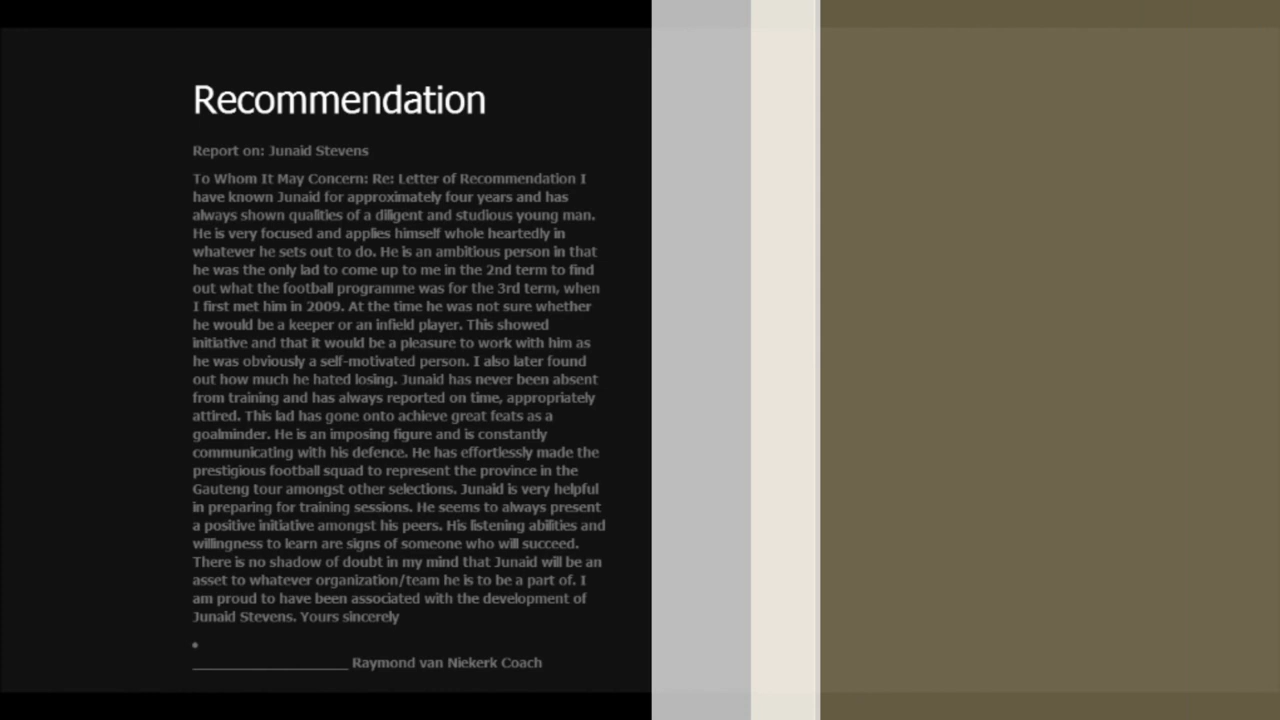 Recommendation
Report on: Junaid Stevens
To Whom It May Concern: Re: Letter of Recommendation I
have known Junaid for approximately four years and has
always shown qualities of a diligent and studious young man.
He is very focused and applies himself whole heartedly in
whatever he sets out to do. He is an ambitious person in that
he was the only lad to come up to me in the 2nd term to find
out what the football programme was for the 3rd term, when
I first met him in 2009. At the time he was not sure whether
he would be a keeper or an infield player. This showed
initiative and that it would be a pleasure to work with him as
he was obviously a self-motivated person. I also later found
out how much he hated losing. Junaid has never been absent
from training and has always reported on time, appropriately
attired. This lad has gone onto achieve great feats as a
goalminder. He is an imposing figure and is constantly
communicating with his defence. He has effortlessly made the
prestigious football squad to represent the province in the
Gauteng tour amongst other selections. Junaid is very helpful
in preparing for training sessions. He seems to always present
a positive initiative amongst his peers. His listening abilities and
willingness to learn are signs of someone who will succeed.
There is no shadow of doubt in my mind that Junaid will be an
asset to whatever organization/team he is to be a part of. I
am proud to have been associated with the development of
Junaid Stevens. Yours sincerely
•
____________________ Raymond van Niekerk Coach